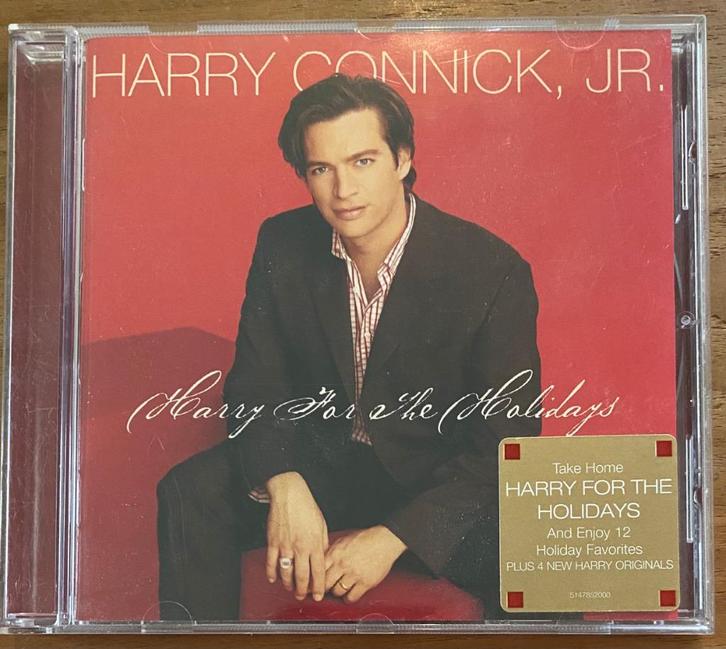 HARRY CONNICK, JR.
Harry For The Holidays
Take Home
HARRY FOR THE
HOLIDAYS
And Enjoy 12
Holiday Favorites
PLUS 4 NEW HARRY ORIGINALS
5147852000